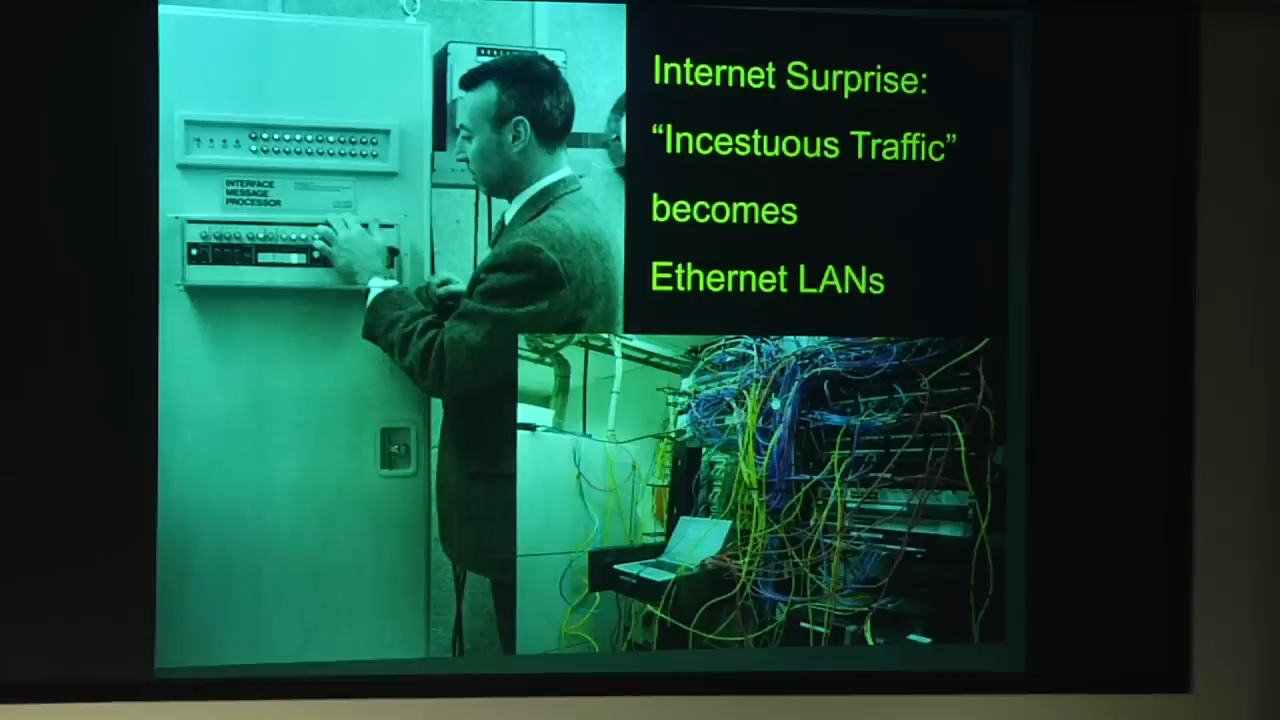 Internet Surprise:
“Incestuous Traffic”
becomes
Ethernet LANs
INTERFACE
MESSAGE
PROCESSOR